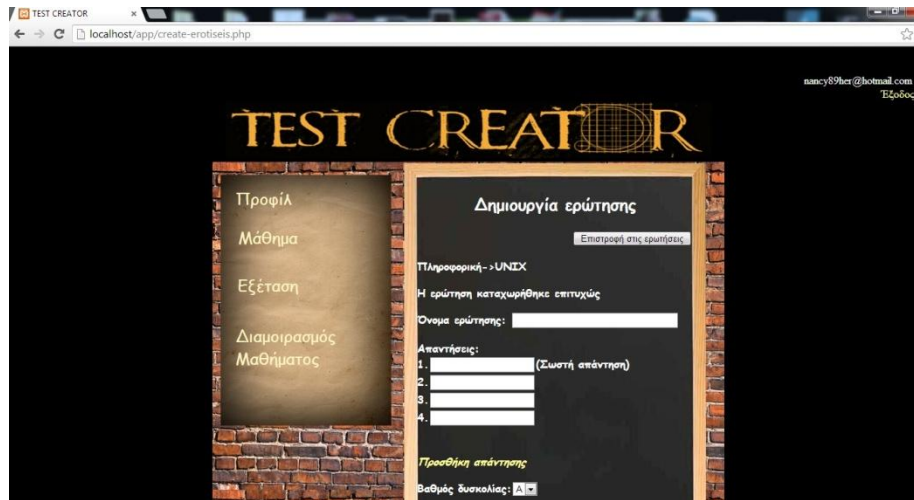 TEST CREATOR
localhost/app/create-erotiseis.php
nancy89her@hotmail.com
Έξοδος
TEST CREATOR
Προφίλ
Μάθημα
Εξέταση
Διαμοιρασμός
Μαθήματος
Δημιουργία ερώτησης
Επιστροφή στις ερωτήσεις
Πληροφορική->UNIX
Η ερώτηση καταχωρήθηκε επιτυχώς
Όνομα ερώτησης:
Απαντήσεις:
1. (Σωστή απάντηση)
2.
3.
4.
Προσθήκη απάντησης
Βαθμός δυσκολίας: Α